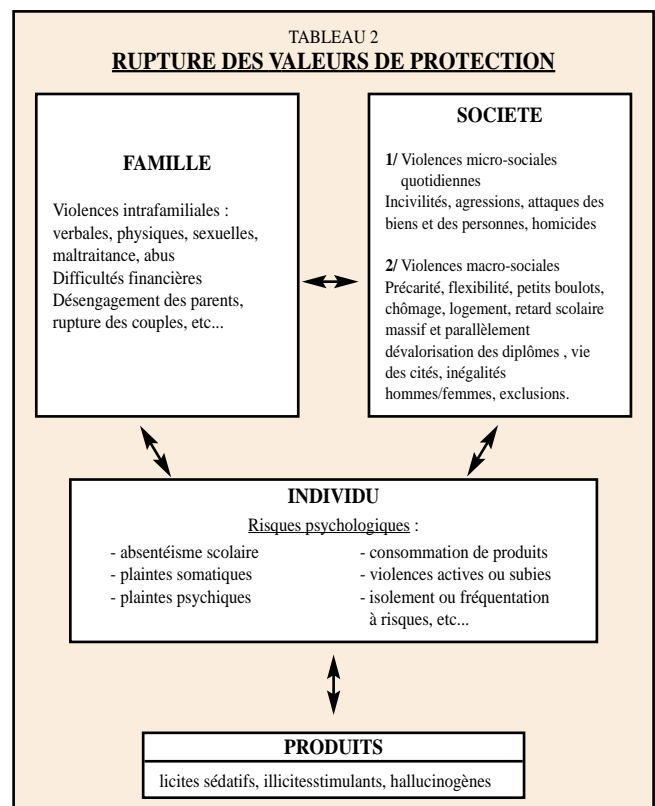 TABLEAU 2
RUPTURE DES VALEURS DE PROTECTION
FAMILLE
Violences intrafamiliales :
verbales, physiques, sexuelles,
maltraitance, abus
Difficultés financières
Désengagement des parents,
rupture des couples, etc...
SOCIETE
1/ Violences micro-sociales
quotidiennes
Incivilités, agressions, attaques des
biens et des personnes, homicides
2/ Violences macro-sociales
Précarité, flexibilité, petits boulots,
chômage, logement, retard scolaire
massif et parallèlement
dévalorisation des diplômes , vie
des cités, inégalités
hommes/femmes, exclusions.
INDIVIDU
Risques psychologiques :
- absentéisme scolaire
- plaintes somatiques
- plaintes psychiques
- consommation de produits
- violences actives ou subies
- isolement ou fréquentation
à risques, etc...
PRODUITS
licites sédatifs, illicitesstimulants, hallucinogènes